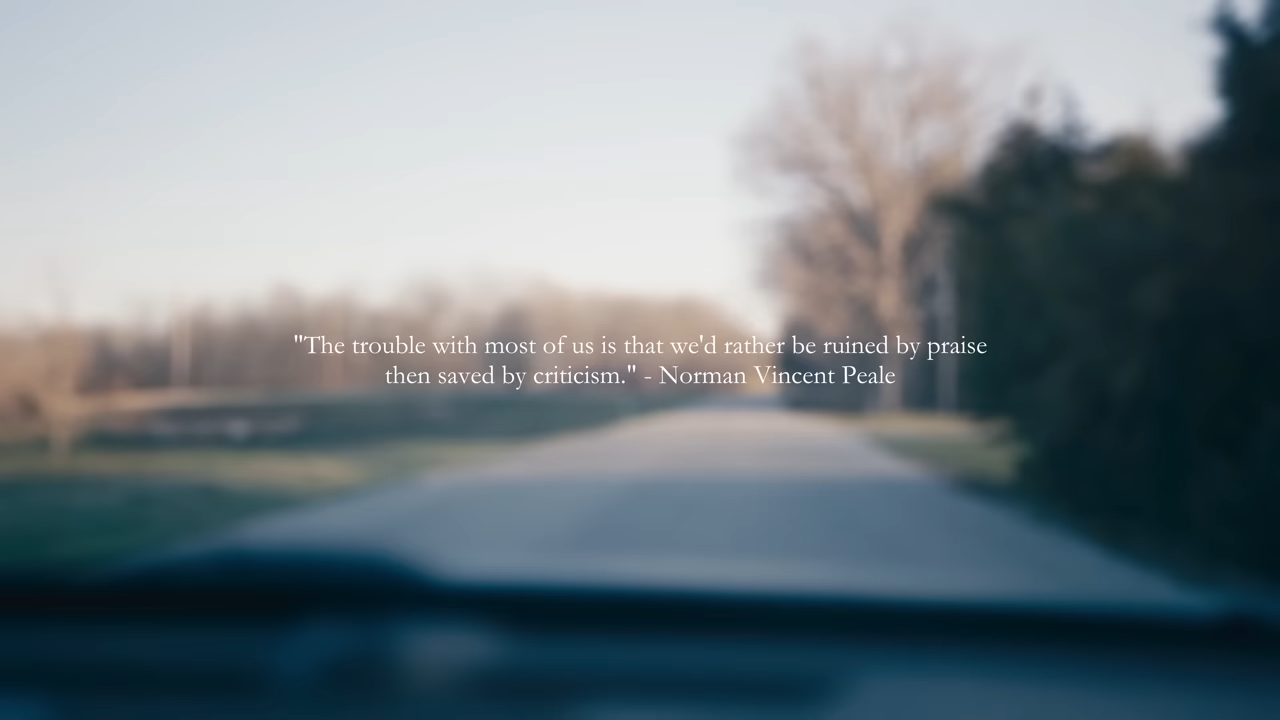 "The trouble with most of us is that we'd rather be ruined by praise
then saved by criticism." - Norman Vincent Peale